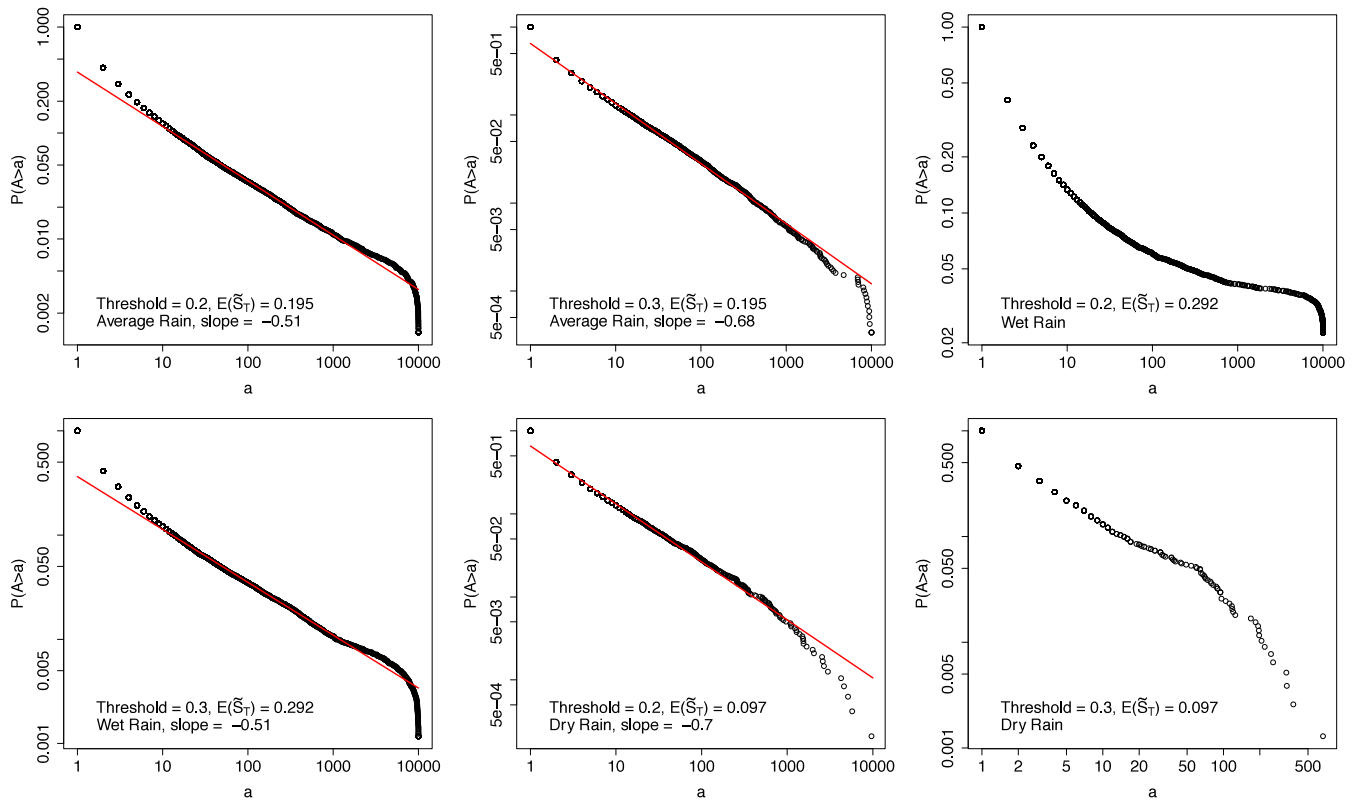 P(A>a)
1.000
0.200
0.050
0.010
0.002
Threshold = 0.2, E(S̃_T) = 0.195
Average Rain, slope = −0.51
1 10 100 1000 10000
a
P(A>a)
5e−01
5e−02
5e−03
5e−04
Threshold = 0.3, E(S̃_T) = 0.195
Average Rain, slope = −0.68
1 10 100 1000 10000
a
P(A>a)
1.00
0.50
0.20
0.10
0.05
0.02
Threshold = 0.2, E(S̃_T) = 0.292
Wet Rain
1 10 100 1000 10000
a
P(A>a)
0.500
0.050
0.005
0.001
Threshold = 0.3, E(S̃_T) = 0.292
Wet Rain, slope = −0.51
1 10 100 1000 10000
a
P(A>a)
5e−01
5e−02
5e−03
5e−04
Threshold = 0.2, E(S̃_T) = 0.097
Dry Rain, slope = −0.7
1 10 100 1000 10000
a
P(A>a)
0.500
0.050
0.005
0.001
Threshold = 0.3, E(S̃_T) = 0.097
Dry Rain
1 2 5 10 20 50 100 500
a